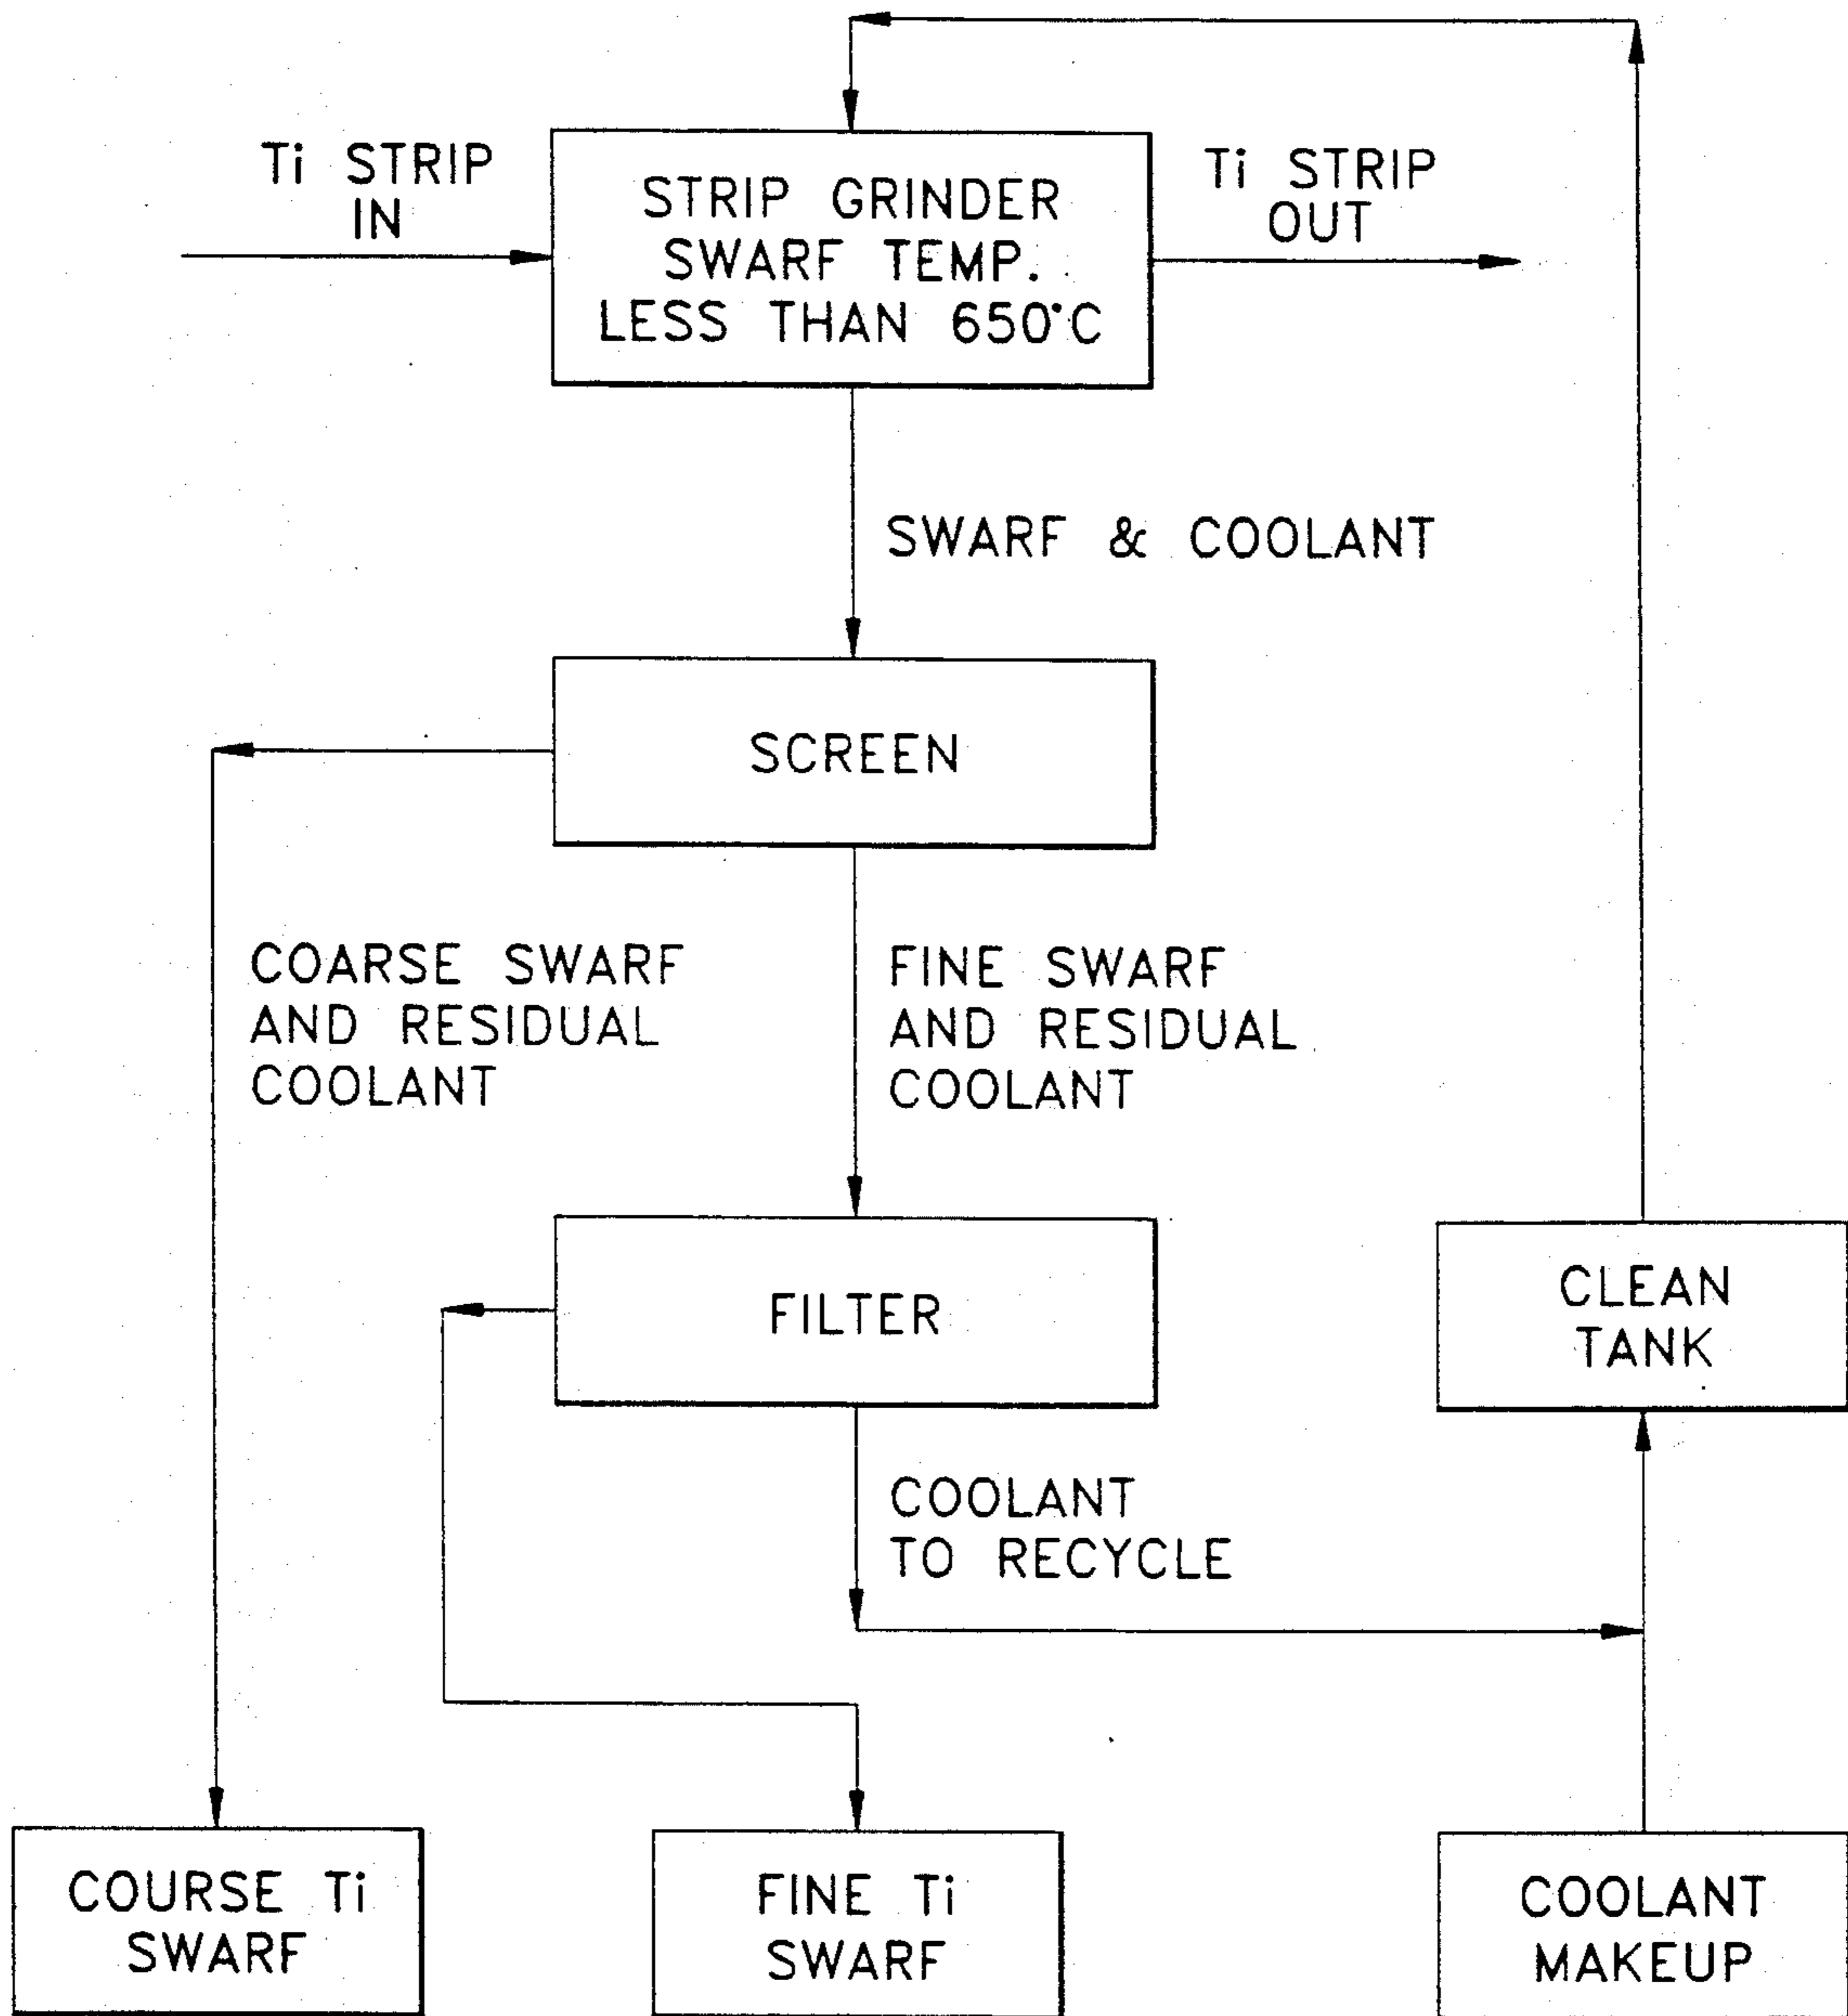 Ti STRIP
IN
STRIP GRINDER
SWARF TEMP.
LESS THAN 650°C
Ti STRIP
OUT
SWARF & COOLANT
SCREEN
COARSE SWARF
AND RESIDUAL
COOLANT
FINE SWARF
AND RESIDUAL
COOLANT
FILTER
CLEAN
TANK
COOLANT
TO RECYCLE
COURSE Ti
SWARF
FINE Ti
SWARF
COOLANT
MAKEUP